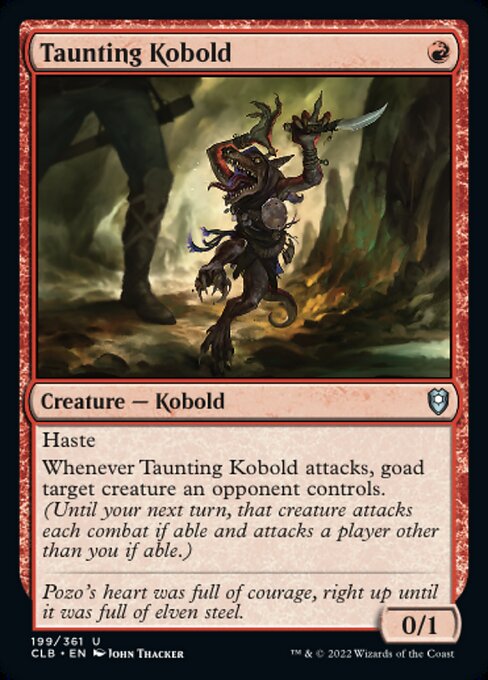 Taunting Kobold
Creature — Kobold
Haste
Whenever Taunting Kobold attacks, goad
target creature an opponent controls.
(Until your next turn, that creature attacks
each combat if able and attacks a player other
than you if able.)
Pozo's heart was full of courage, right up until
it was full of elven steel.
0/1
199/361 U
CLB • EN JOHN THACKER
™ & © 2022 Wizards of the Coast